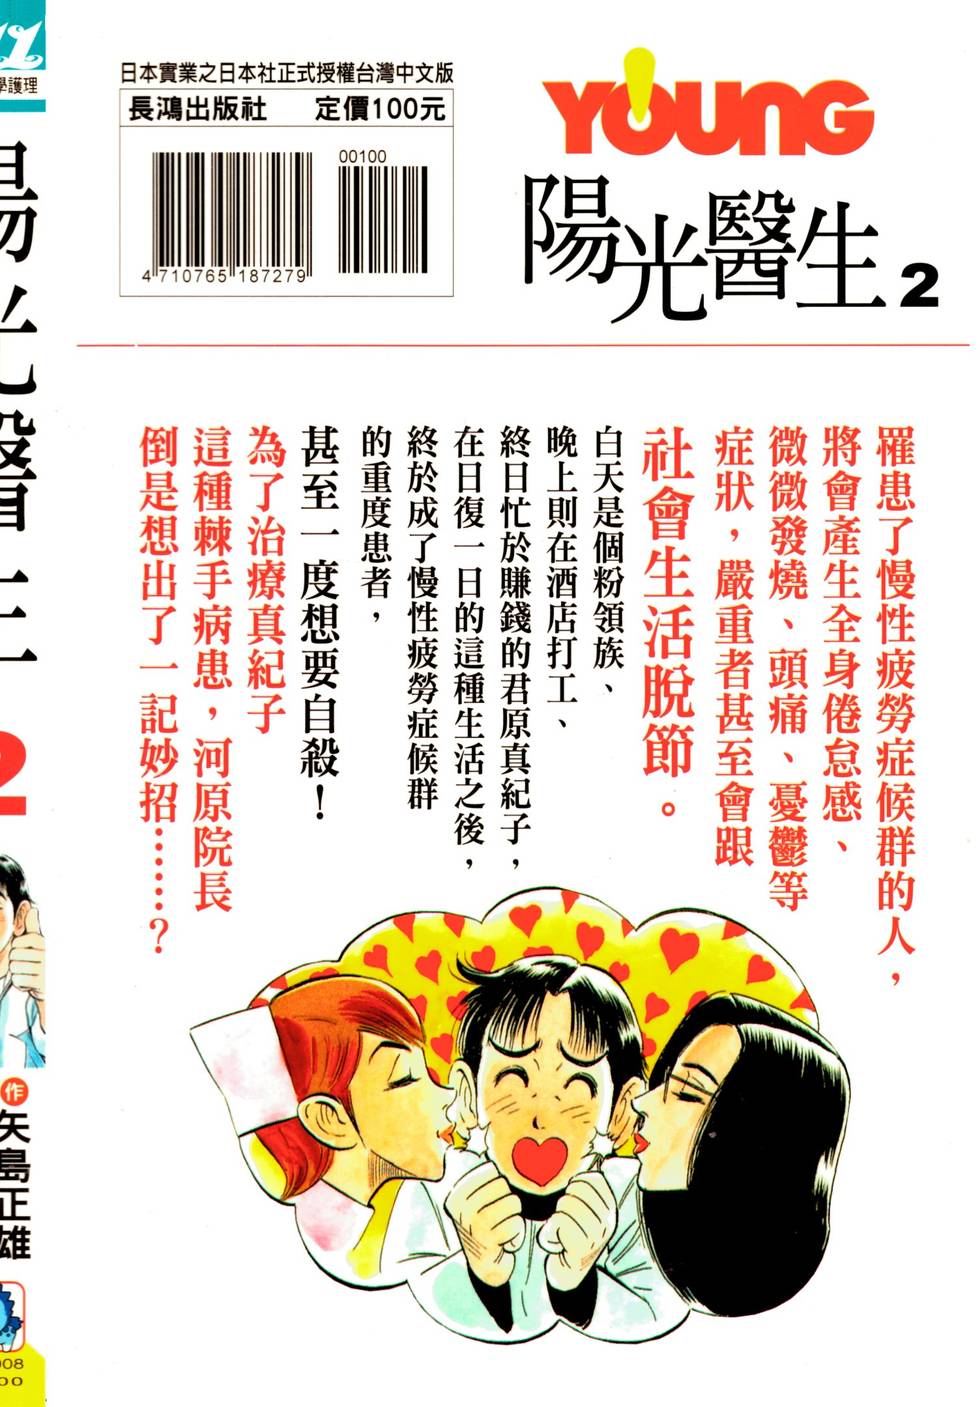 日本實業之日本社正式授權台灣中文版
長鴻出版社 定價100元
00100
4 710765 187279
YOUNG
陽光醫生2
罹患了慢性疲勞症候群的人，
將會產生全身倦怠感、
微微發燒、頭痛、憂鬱等
症狀，嚴重者甚至會跟
社會生活脫節。
白天是個粉領族、
晚上則在酒店打工、
終日忙於賺錢的君原真紀子，
在日復一日的這種生活之後，
終於成了慢性疲勞症候群
的重度患者，
甚至一度想要自殺！
為了治療真紀子
這種棘手病患，河原院長
倒是想出了一記妙招……？
學護理
陽光醫生
2
作
矢島正雄
008
00